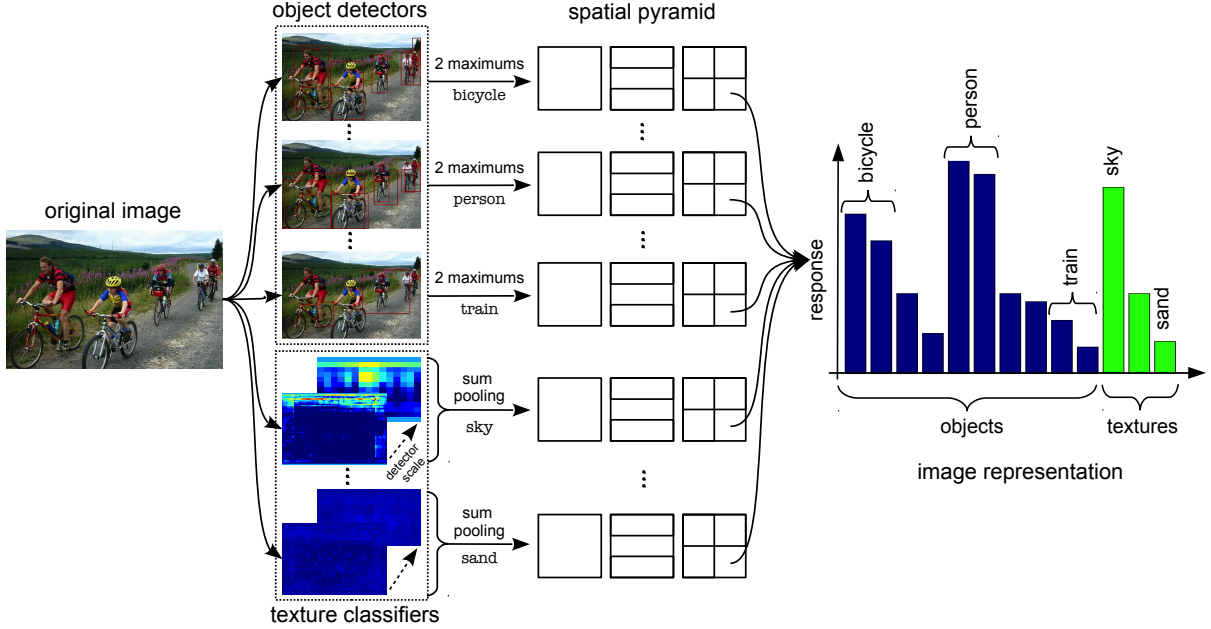 object detectors
spatial pyramid
original image
2 maximums
bicycle
2 maximums
person
2 maximums
train
sum
pooling
sky
detector
scale
sum
pooling
sand
texture classifiers
response
bicycle
person
train
sky
sand
objects
textures
image representation